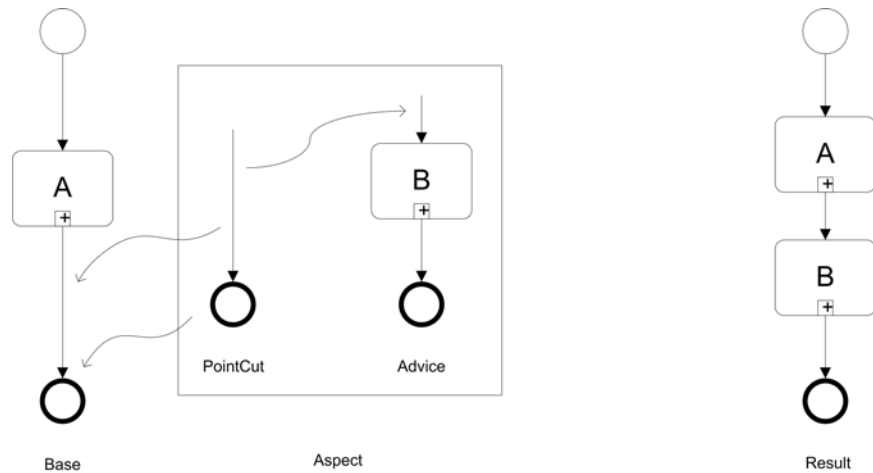 A
+
B
+
PointCut
Advice
Base
Aspect
A
+
B
+
Result